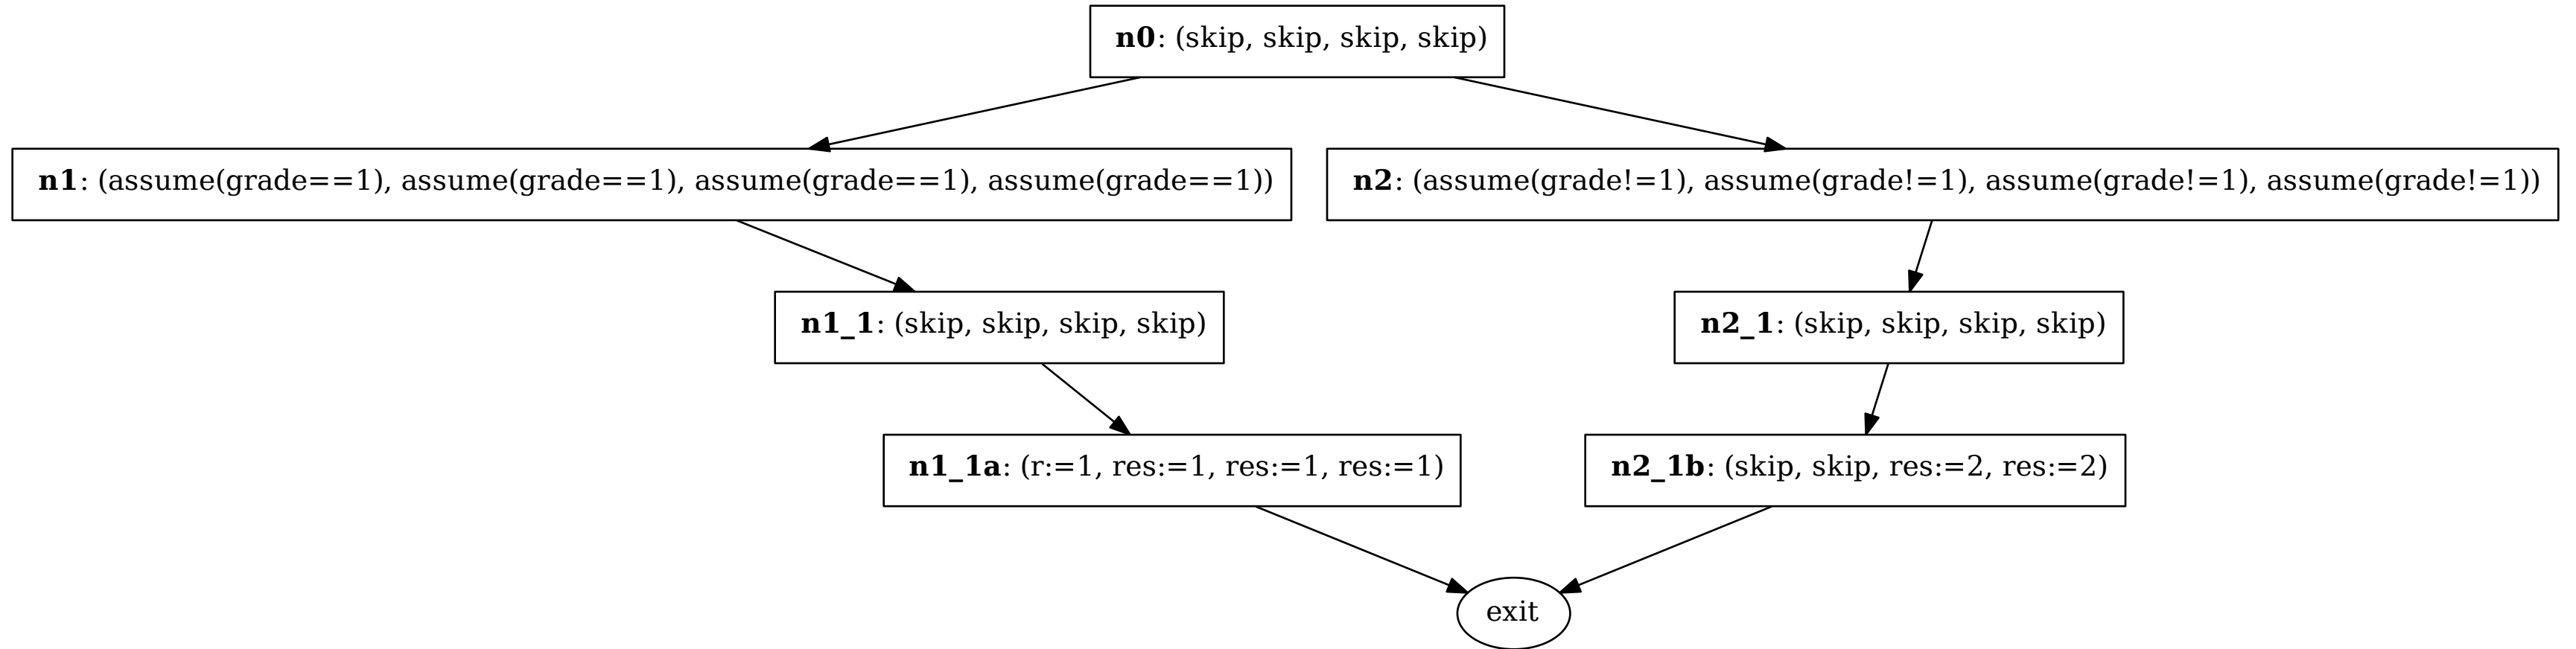 n0: (skip, skip, skip, skip)
n1: (assume(grade==1), assume(grade==1), assume(grade==1), assume(grade==1))
n2: (assume(grade!=1), assume(grade!=1), assume(grade!=1), assume(grade!=1))
n1_1: (skip, skip, skip, skip)
n2_1: (skip, skip, skip, skip)
n1_1a: (r:=1, res:=1, res:=1, res:=1)
n2_1b: (skip, skip, res:=2, res:=2)
exit